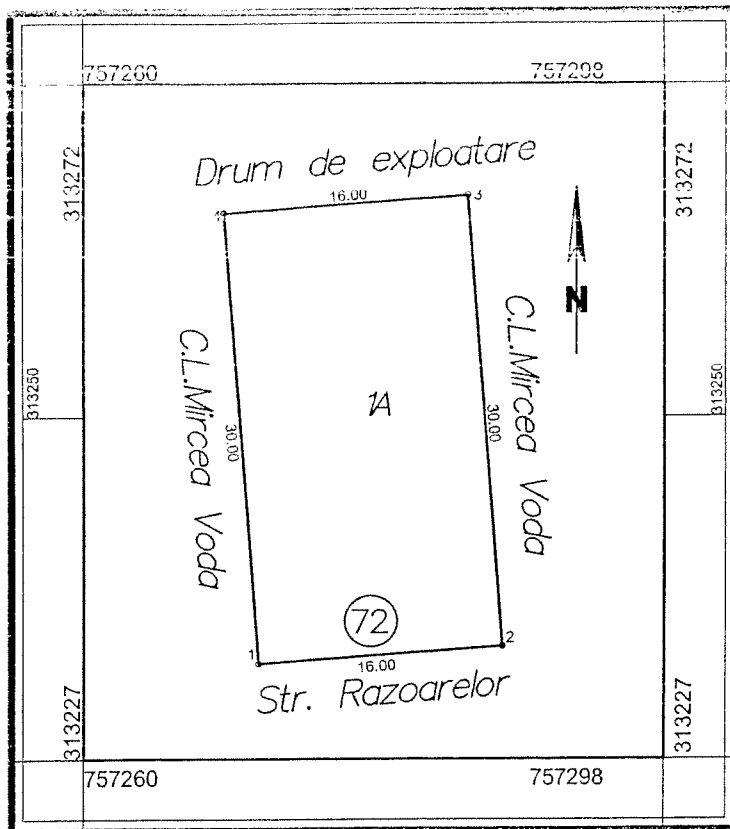 757260 757298
313272 313272
Drum de exploatare
16.00
3
N
C.L.Mircea Voda
C.L.Mircea Voda
313250 313250
1A
30.00 30.00
72
1 2
16.00
Str. Razoarelor
313227 313227
757260 757298